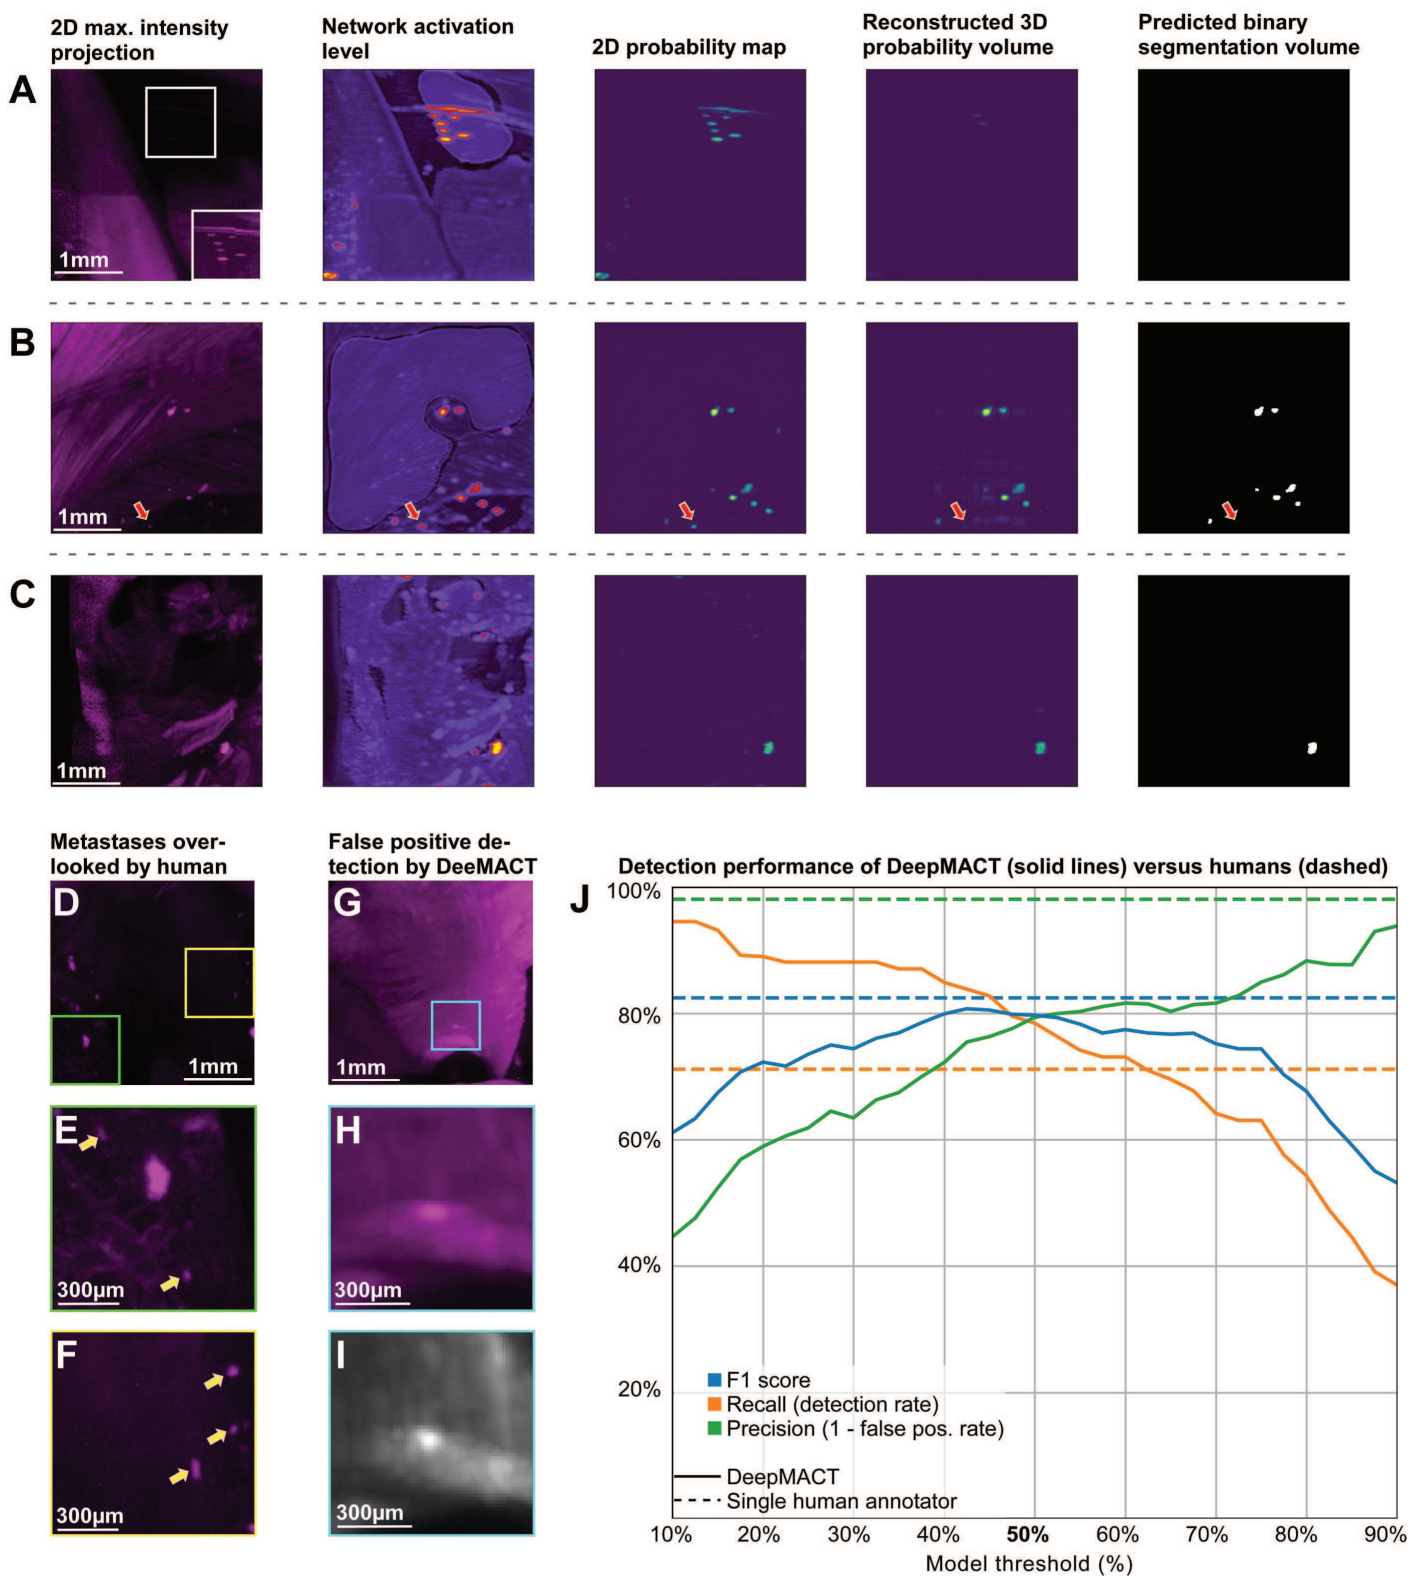 2D max. intensity
projection
Network activation
level
2D probability map
Reconstructed 3D
probability volume
Predicted binary
segmentation volume
A
1mm
B
1mm
C
1mm
Metastases over-
looked by human
False positive de-
tection by DeeMACT
D
1mm
G
1mm
E
300µm
H
300µm
F
300µm
I
300µm
J
Detection performance of DeepMACT (solid lines) versus humans (dashed)
100%
80%
60%
40%
20%
F1 score
Recall (detection rate)
Precision (1 - false pos. rate)
DeepMACT
Single human annotator
10% 20% 30% 40% 50% 60% 70% 80% 90%
Model threshold (%)